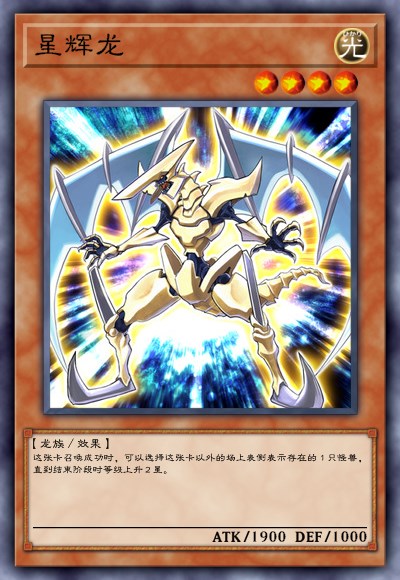 星辉龙
光
【龙族／效果】
这张卡召唤成功时，可以选择这张卡以外的场上表侧表示存在的１只怪兽，
直到结束阶段时等级上升２星。
ATK/1900 DEF/1000